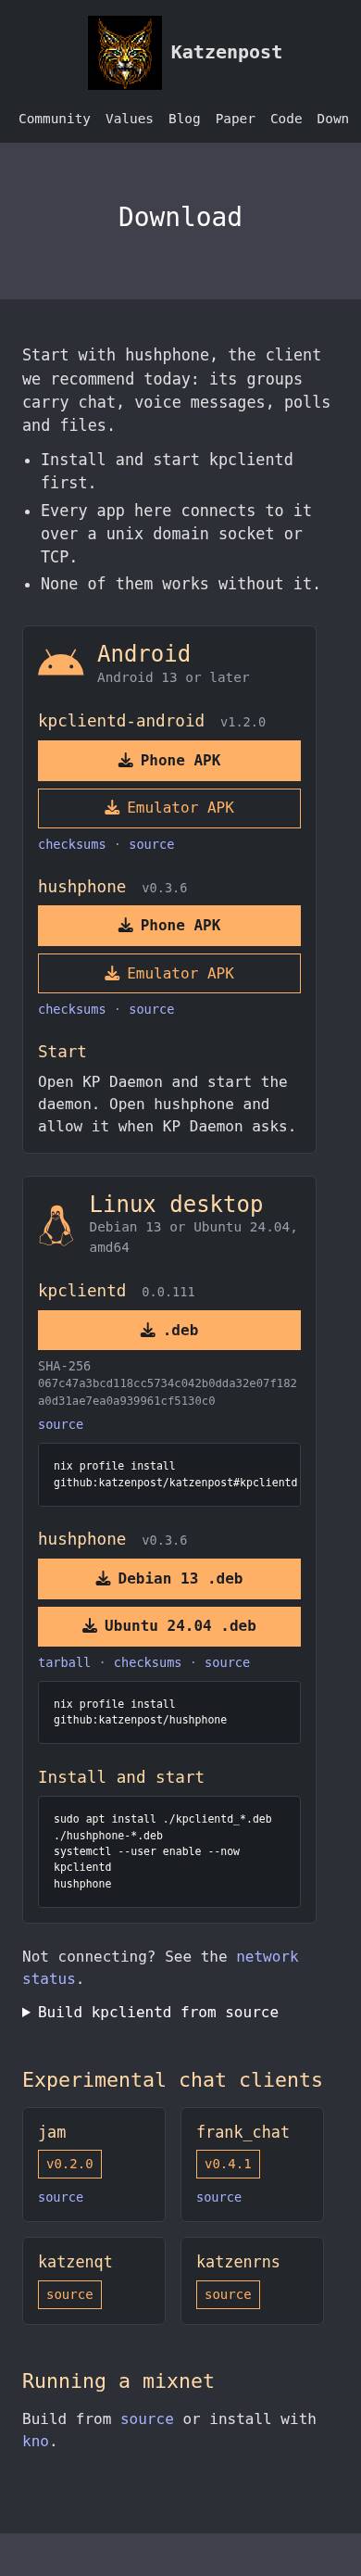 Katzenpost
Community Values Blog Paper Code Down
Download
Start with hushphone, the client
we recommend today: its groups
carry chat, voice messages, polls
and files.
• Install and start kpclientd
first.
• Every app here connects to it
over a unix domain socket or
TCP.
• None of them works without it.
Android
Android 13 or later
kpclientd-android v1.2.0
Phone APK
Emulator APK
checksums · source
hushphone v0.3.6
Phone APK
Emulator APK
checksums · source
Start
Open KP Daemon and start the
daemon. Open hushphone and
allow it when KP Daemon asks.
Linux desktop
Debian 13 or Ubuntu 24.04,
amd64
kpclientd 0.0.111
.deb
SHA-256
067c47a3bcd118cc5734c042b0dda32e07f182
a0d31ae7ea0a939961cf5130c0
source
nix profile install
github:katzenpost/katzenpost#kpclientd
hushphone v0.3.6
Debian 13 .deb
Ubuntu 24.04 .deb
tarball · checksums · source
nix profile install
github:katzenpost/hushphone
Install and start
sudo apt install ./kpclientd_*.deb
./hushphone-*.deb
systemctl --user enable --now
kpclientd
hushphone
Not connecting? See the network
status.
▶ Build kpclientd from source
Experimental chat clients
jam
v0.2.0
source
frank_chat
v0.4.1
source
katzenqt
source
katzenrns
source
Running a mixnet
Build from source or install with
kno.